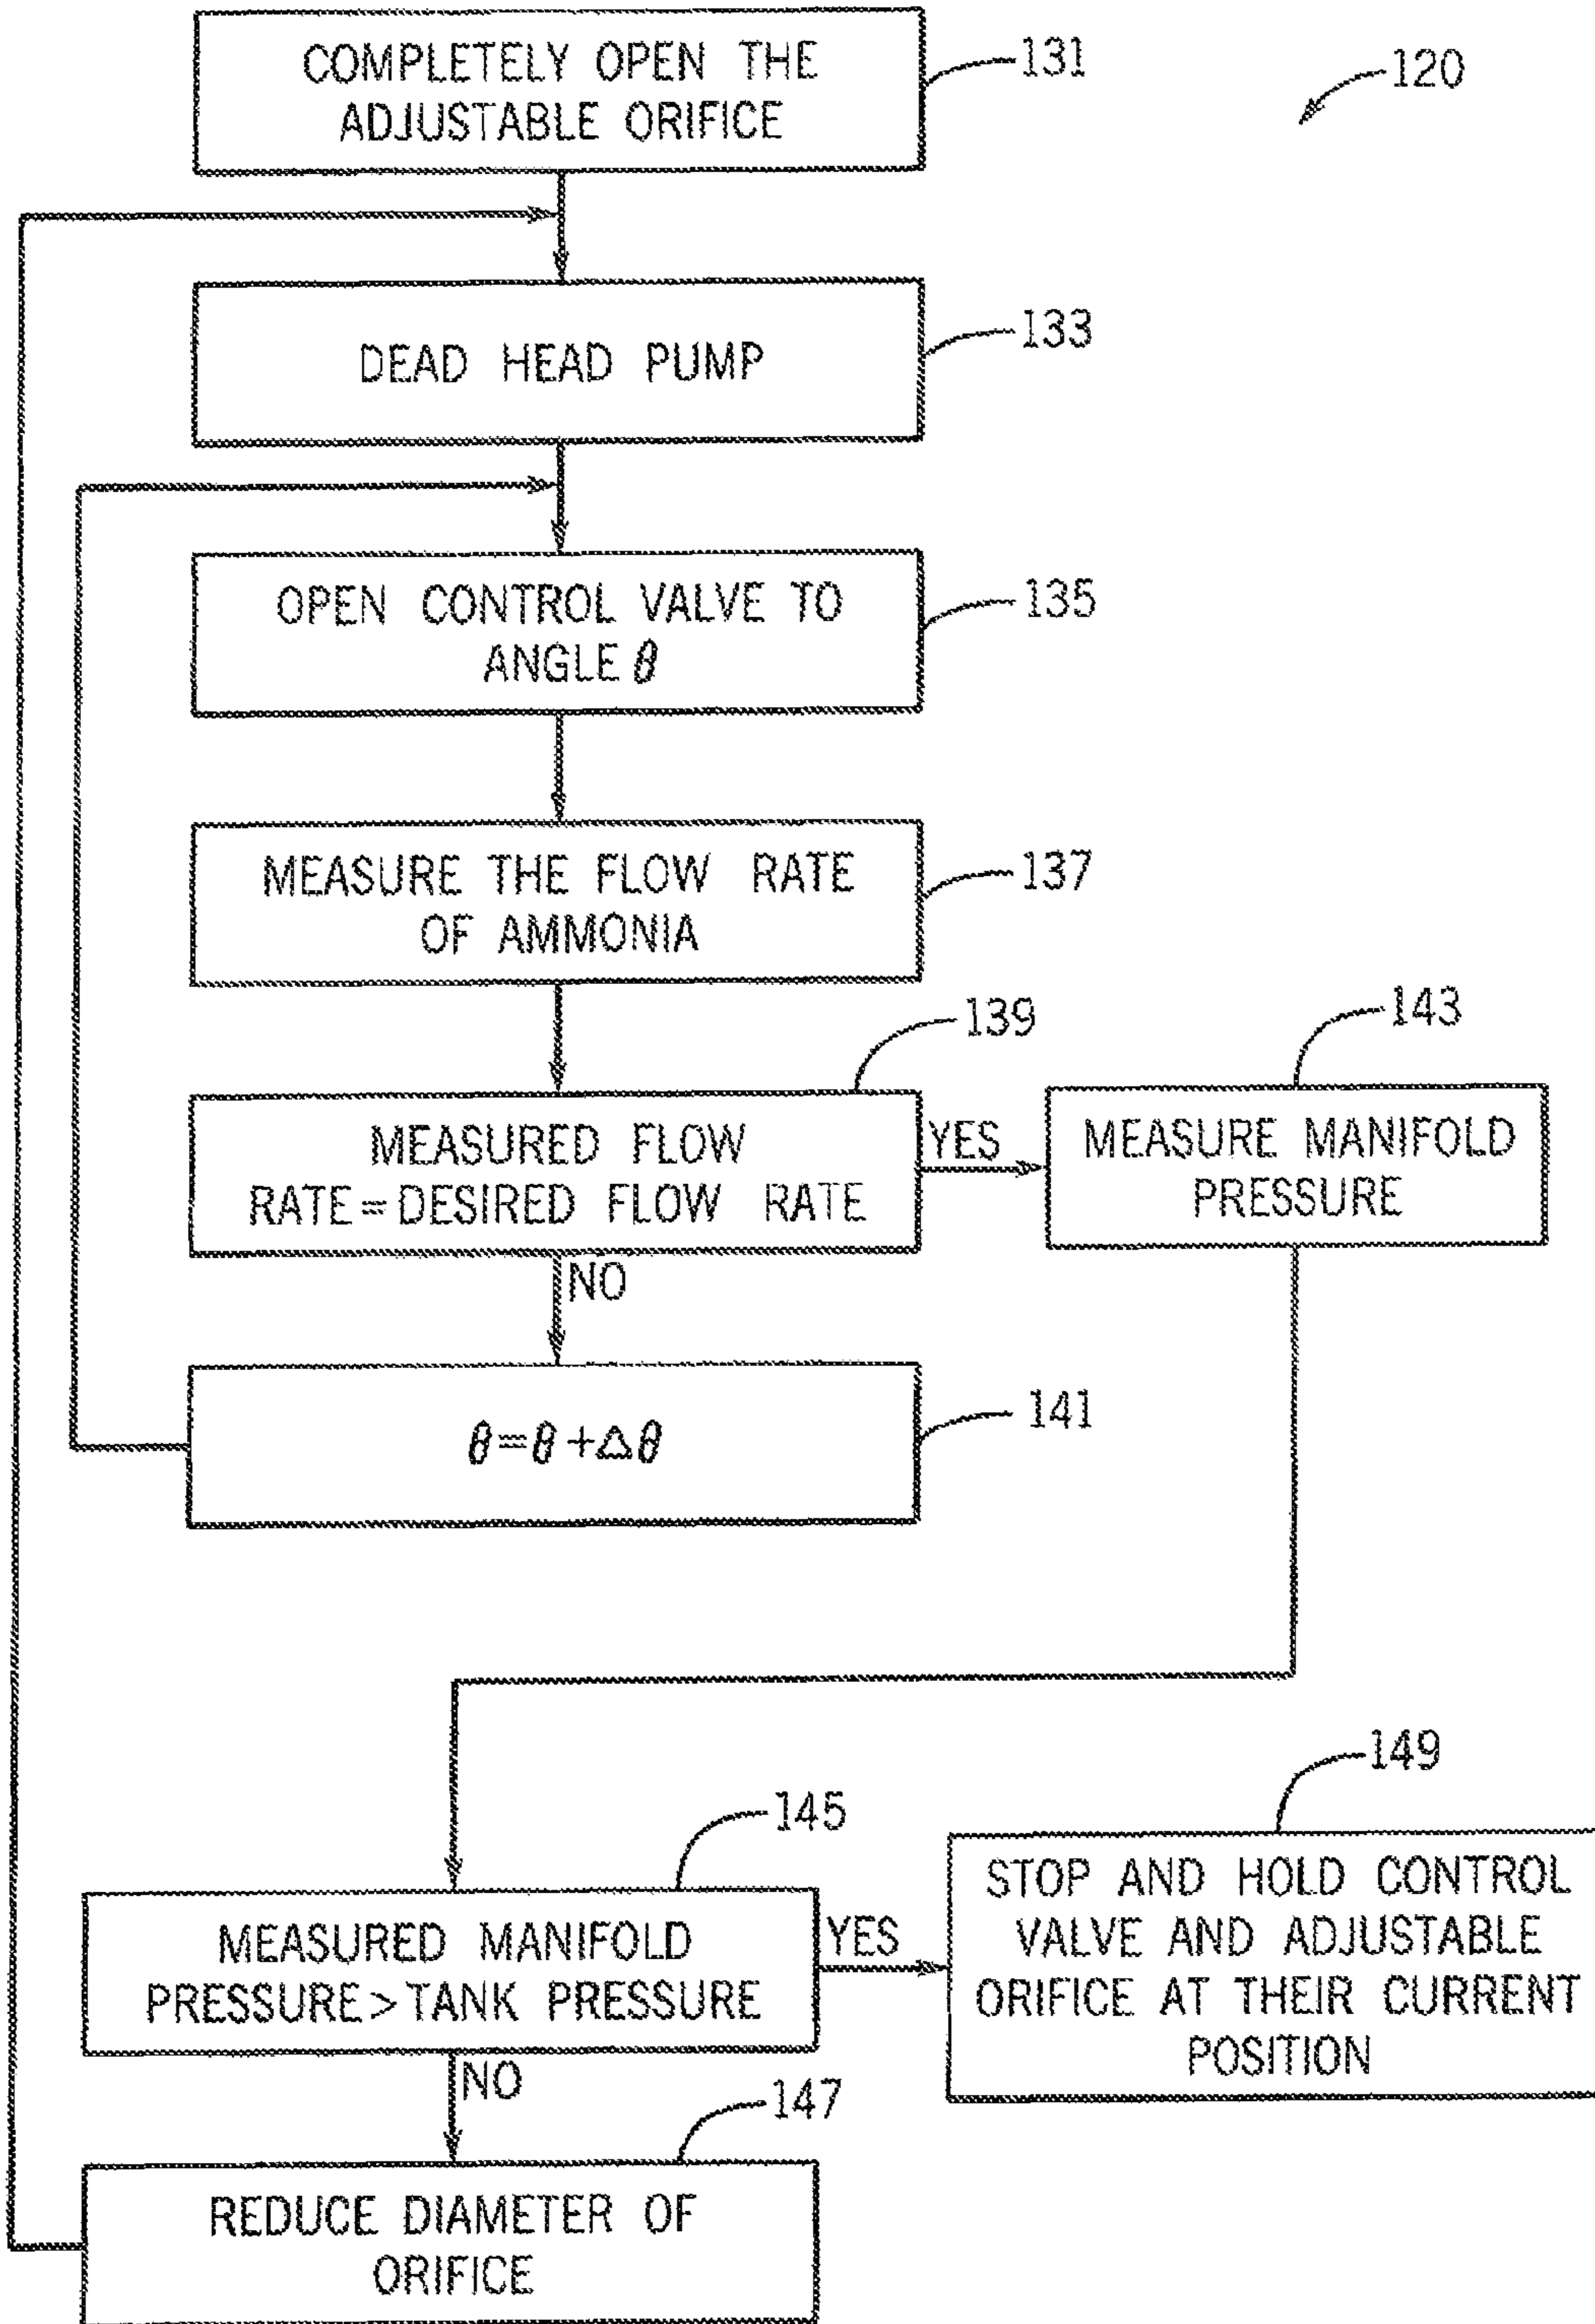 COMPLETELY OPEN THE
ADJUSTABLE ORIFICE
131
120
DEAD HEAD PUMP
133
OPEN CONTROL VALVE TO
ANGLE θ
135
MEASURE THE FLOW RATE
OF AMMONIA
137
139
MEASURED FLOW
RATE = DESIRED FLOW RATE
YES
143
MEASURE MANIFOLD
PRESSURE
NO
θ = θ + Δθ
141
145
MEASURED MANIFOLD
PRESSURE > TANK PRESSURE
YES
149
STOP AND HOLD CONTROL
VALVE AND ADJUSTABLE
ORIFICE AT THEIR CURRENT
POSITION
NO
147
REDUCE DIAMETER OF
ORIFICE